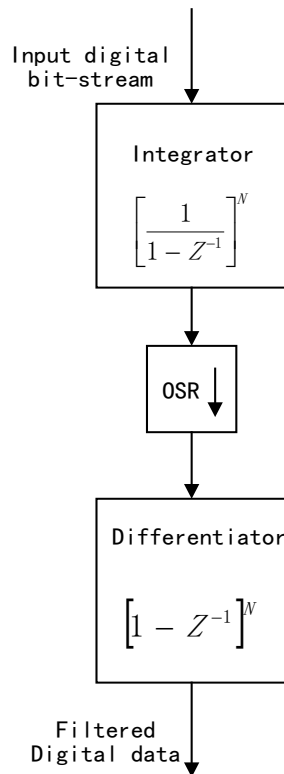 Input digital
bit-stream
Integrator
[1 / (1 − Z⁻¹)]ᴺ
OSR
Differentiator
[1 − Z⁻¹]ᴺ
Filtered
Digital data